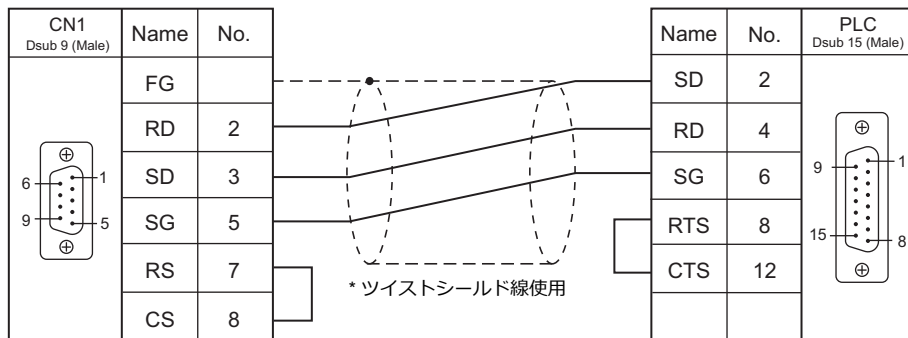 CN1
Dsub 9 (Male)
Name No.
FG
RD 2
SD 3
SG 5
RS 7
CS 8
6
1
9
5
* ツイストシールド線使用
Name No.
PLC
Dsub 15 (Male)
SD 2
RD 4
SG 6
RTS 8
CTS 12
9
1
15
8